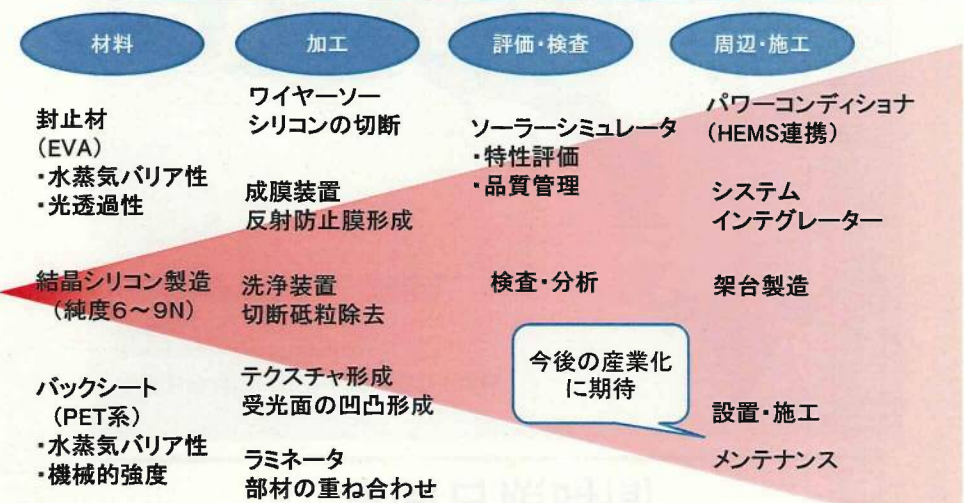 材料
封止材
(EVA)
・水蒸気バリア性
・光透過性
結晶シリコン製造
(純度6～9N)
バックシート
(PET系)
・水蒸気バリア性
・機械的強度
加工
ワイヤーソー
シリコンの切断
成膜装置
反射防止膜形成
洗浄装置
切断砥粒除去
テクスチャ形成
受光面の凹凸形成
ラミネータ
部材の重ね合わせ
評価・検査
ソーラーシミュレータ
・特性評価
・品質管理
検査・分析
今後の産業化
に期待
周辺・施工
パワーコンディショナ
(HEMS連携)
システム
インテグレーター
架台製造
設置・施工
メンテナンス